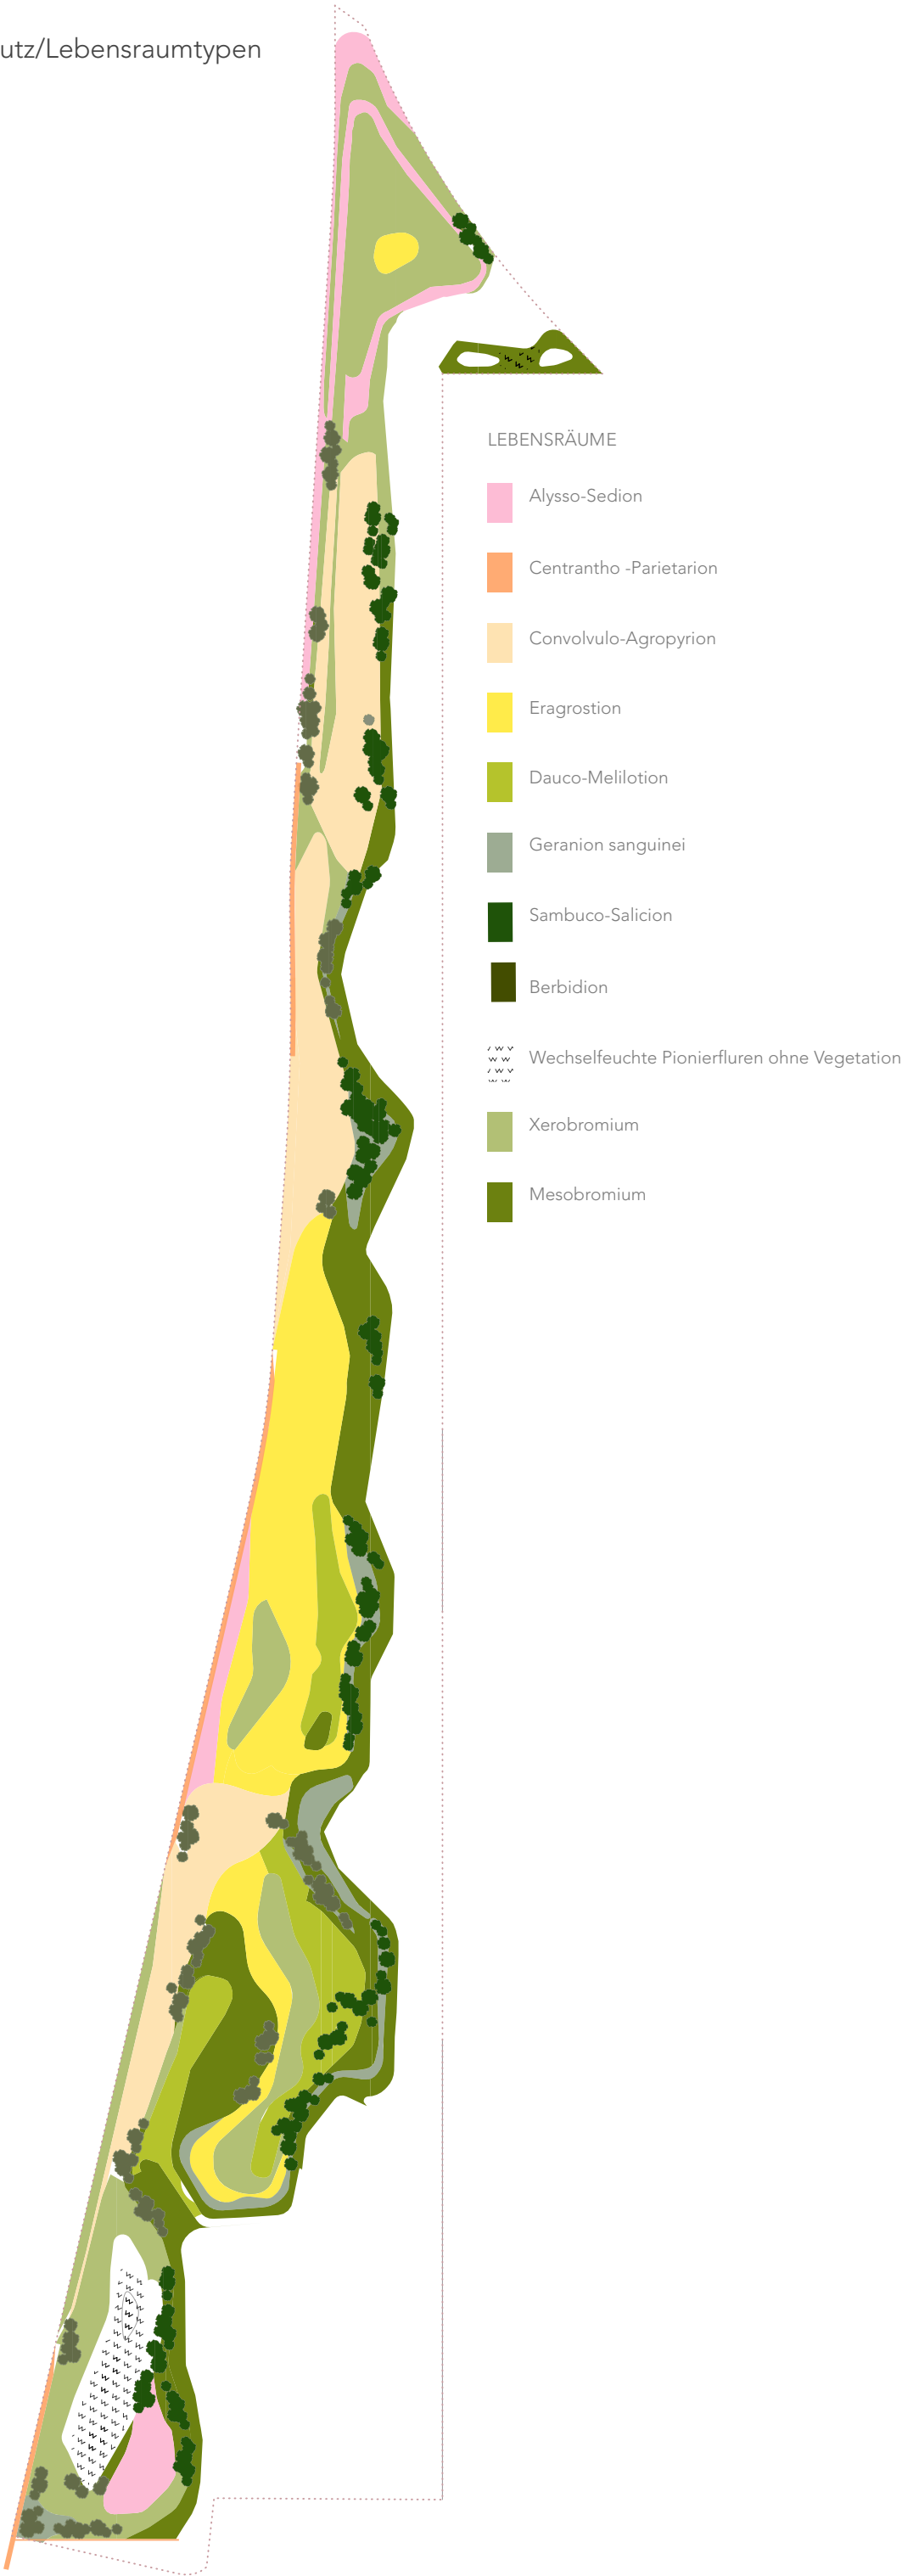 utz/Lebensraumtypen
LEBENSRÄUME
Alysso-Sedion
Centrantho -Parietarion
Convolvulo-Agropyrion
Eragrostion
Dauco-Melilotion
Geranion sanguinei
Sambuco-Salicion
Berbidion
Wechselfeuchte Pionierfluren ohne Vegetation
Xerobromium
Mesobromium